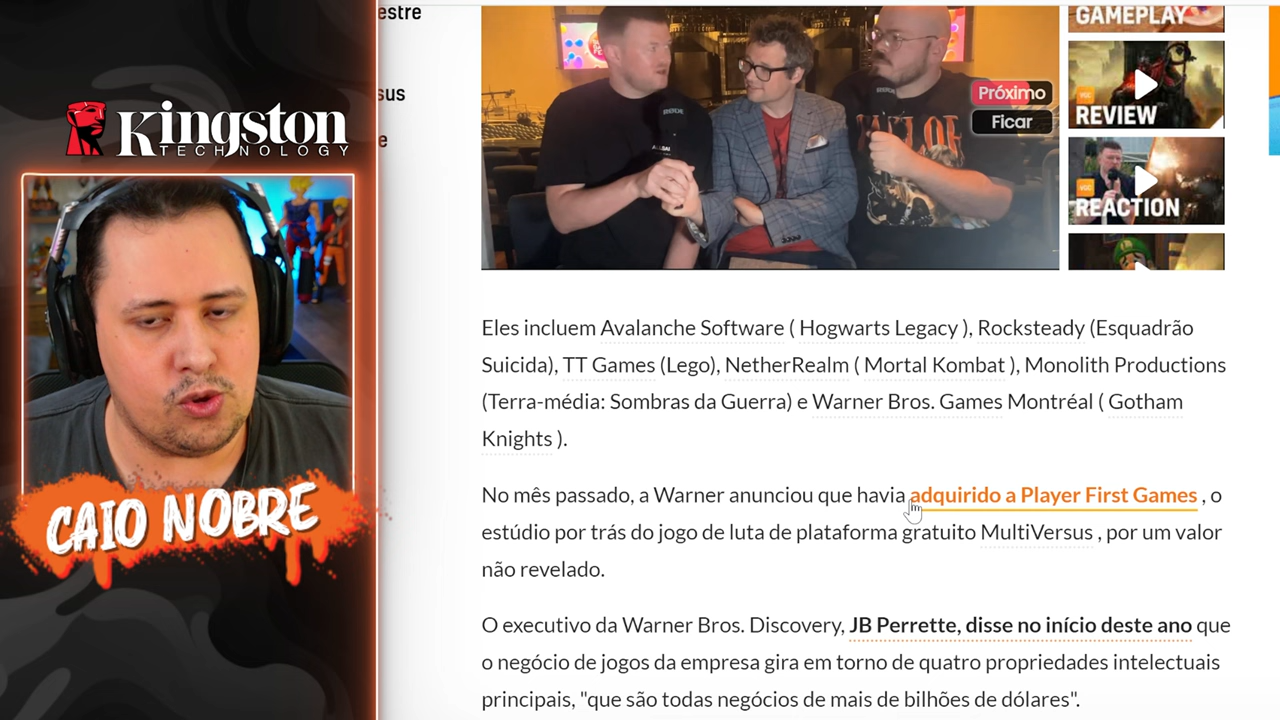 estre
sus
e
Kingston
TECHNOLOGY
CAIO NOBRE
Próximo
Ficar
GAMEPLAY
VGC
REVIEW
VGC
REACTION
Eles incluem Avalanche Software ( Hogwarts Legacy ), Rocksteady (Esquadrão
Suicida), TT Games (Lego), NetherRealm ( Mortal Kombat ), Monolith Productions
(Terra-média: Sombras da Guerra) e Warner Bros. Games Montréal ( Gotham
Knights ).
No mês passado, a Warner anunciou que havia adquirido a Player First Games , o
estúdio por trás do jogo de luta de plataforma gratuito MultiVersus , por um valor
não revelado.
O executivo da Warner Bros. Discovery, JB Perrette, disse no início deste ano que
o negócio de jogos da empresa gira em torno de quatro propriedades intelectuais
principais, "que são todas negócios de mais de bilhões de dólares".